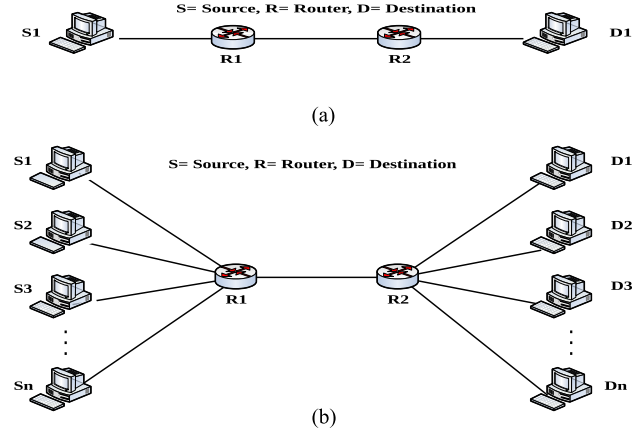 S= Source, R= Router, D= Destination
S1
D1
R1
R2
(a)
S1
S= Source, R= Router, D= Destination
D1
S2
D2
S3
D3
R1
R2
Sn
Dn
(b)